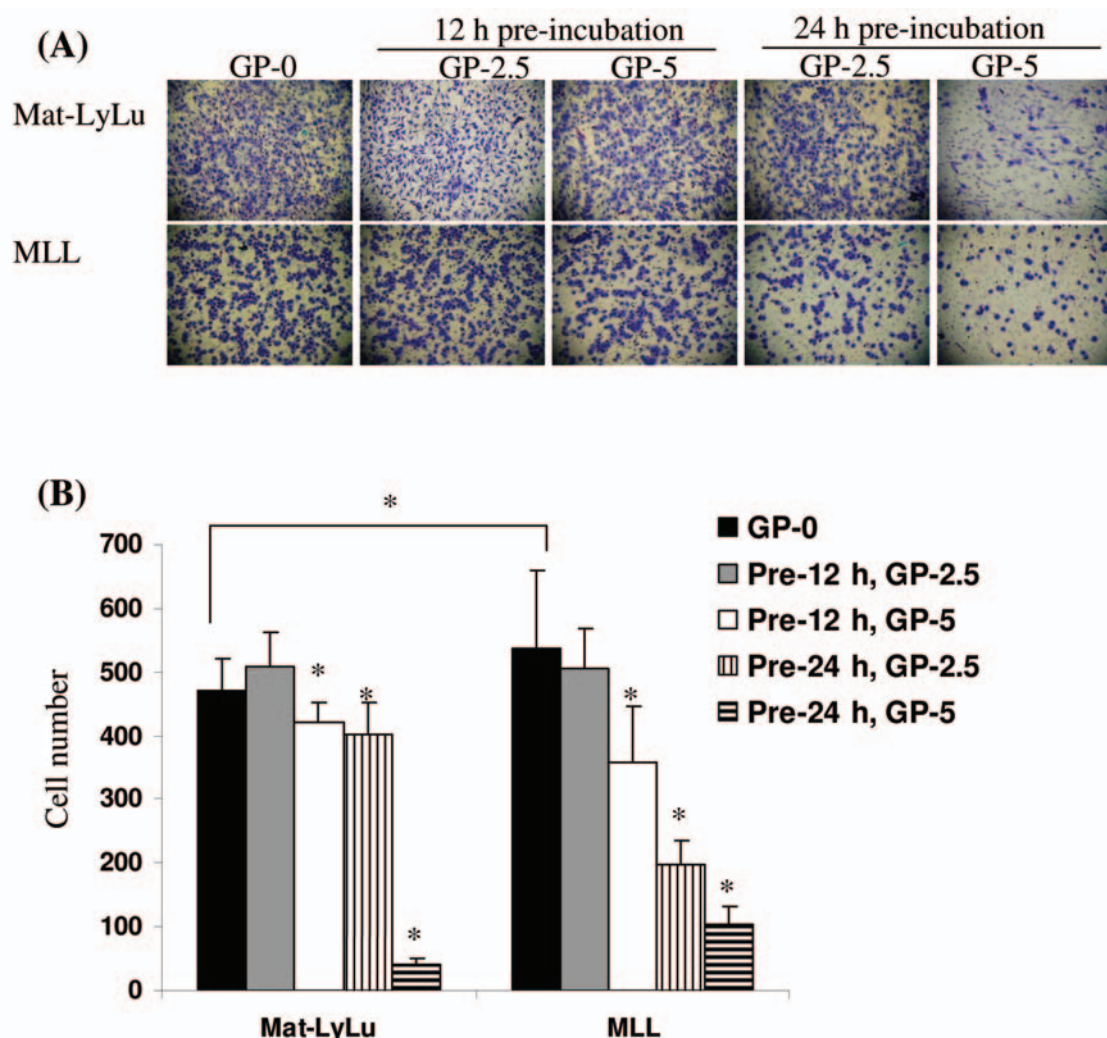 (A)
12 h pre-incubation 24 h pre-incubation
GP-0 GP-2.5 GP-5 GP-2.5 GP-5
Mat-LyLu
MLL
(B)
*
GP-0
Pre-12 h, GP-2.5
Pre-12 h, GP-5
Pre-24 h, GP-2.5
Pre-24 h, GP-5
Cell number
700
600
500
400
300
200
100
0
* * *
* * *
Mat-LyLu MLL